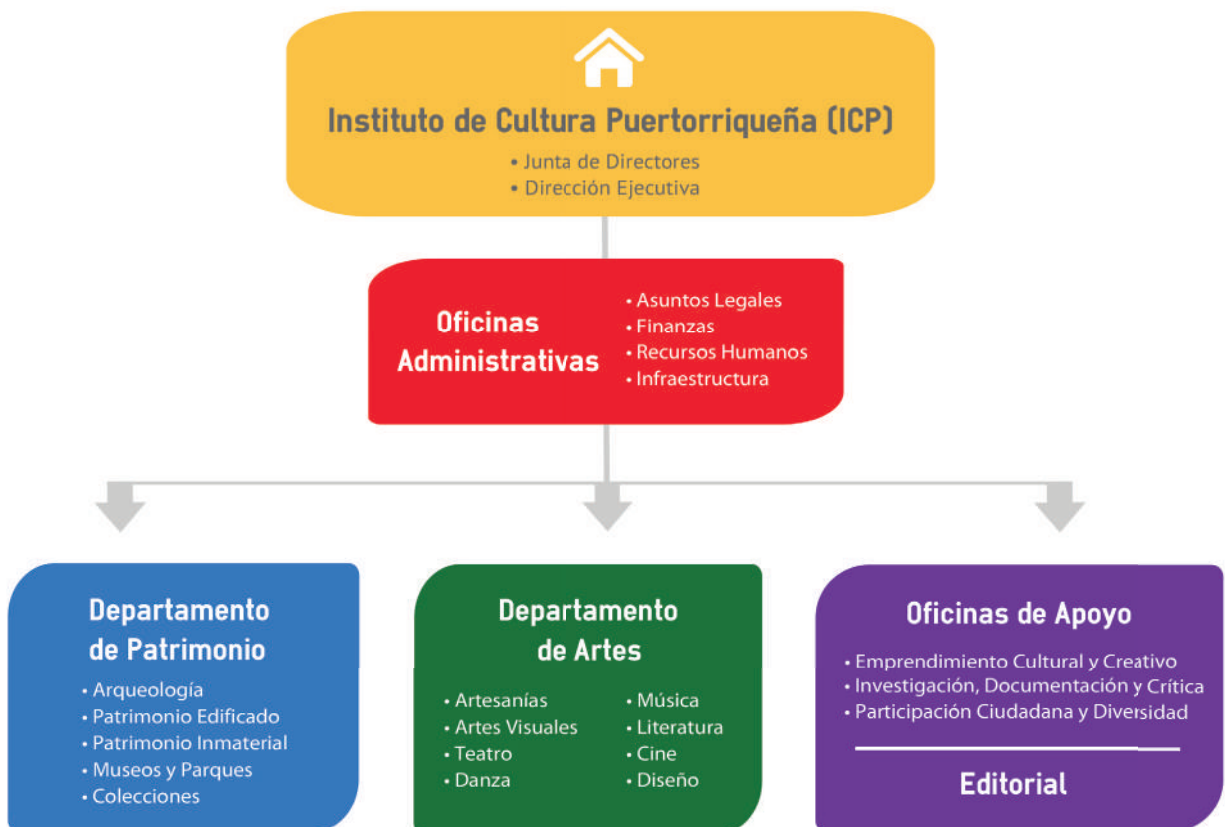 Instituto de Cultura Puertorriqueña (ICP)
• Junta de Directores
• Dirección Ejecutiva
Oficinas
Administrativas
• Asuntos Legales
• Finanzas
• Recursos Humanos
• Infraestructura
Departamento
de Patrimonio
• Arqueología
• Patrimonio Edificado
• Patrimonio Inmaterial
• Museos y Parques
• Colecciones
Departamento
de Artes
• Artesanías
• Artes Visuales
• Teatro
• Danza
• Música
• Literatura
• Cine
• Diseño
Oficinas de Apoyo
• Emprendimiento Cultural y Creativo
• Investigación, Documentación y Crítica
• Participación Ciudadana y Diversidad
Editorial